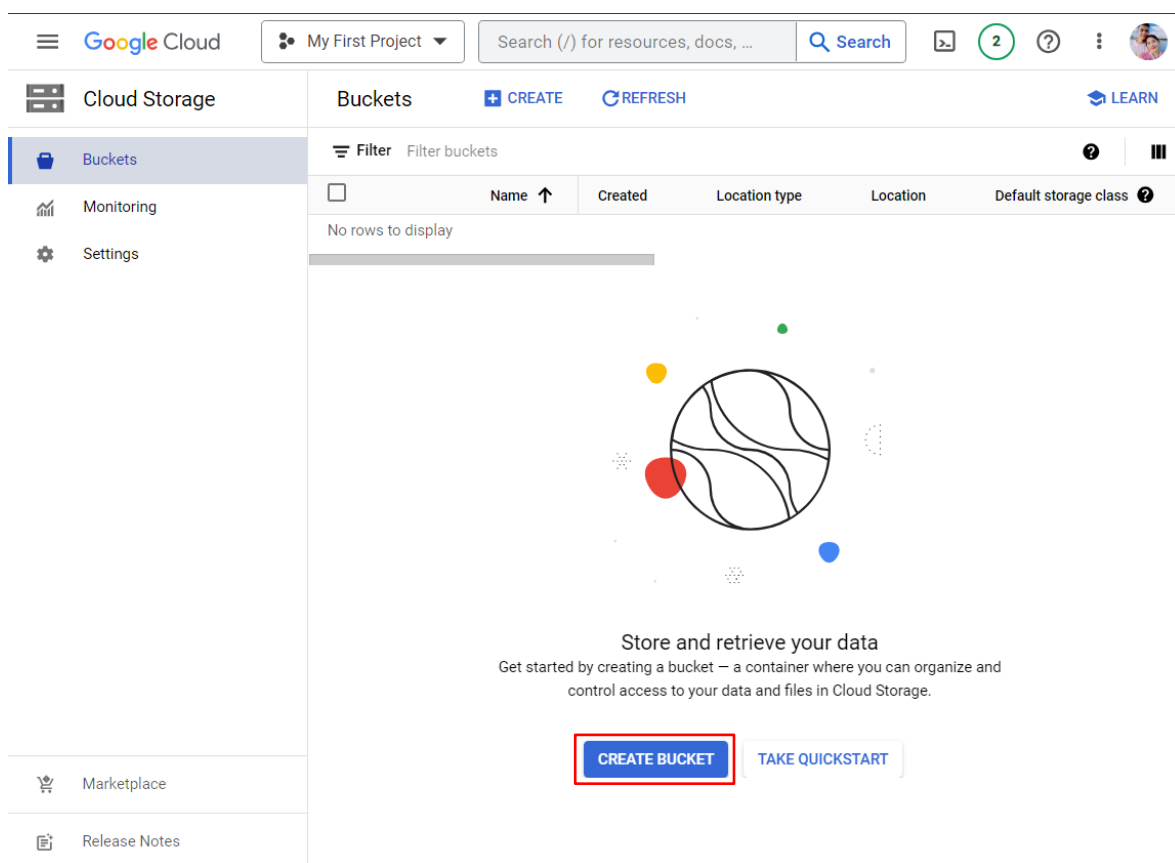 Google Cloud
My First Project
Search (/) for resources, docs, ...
Search
2
Cloud Storage
Buckets
CREATE
REFRESH
LEARN
Buckets
Monitoring
Settings
Filter Filter buckets
Name Created Location type Location Default storage class
No rows to display
Store and retrieve your data
Get started by creating a bucket — a container where you can organize and
control access to your data and files in Cloud Storage.
CREATE BUCKET
TAKE QUICKSTART
Marketplace
Release Notes